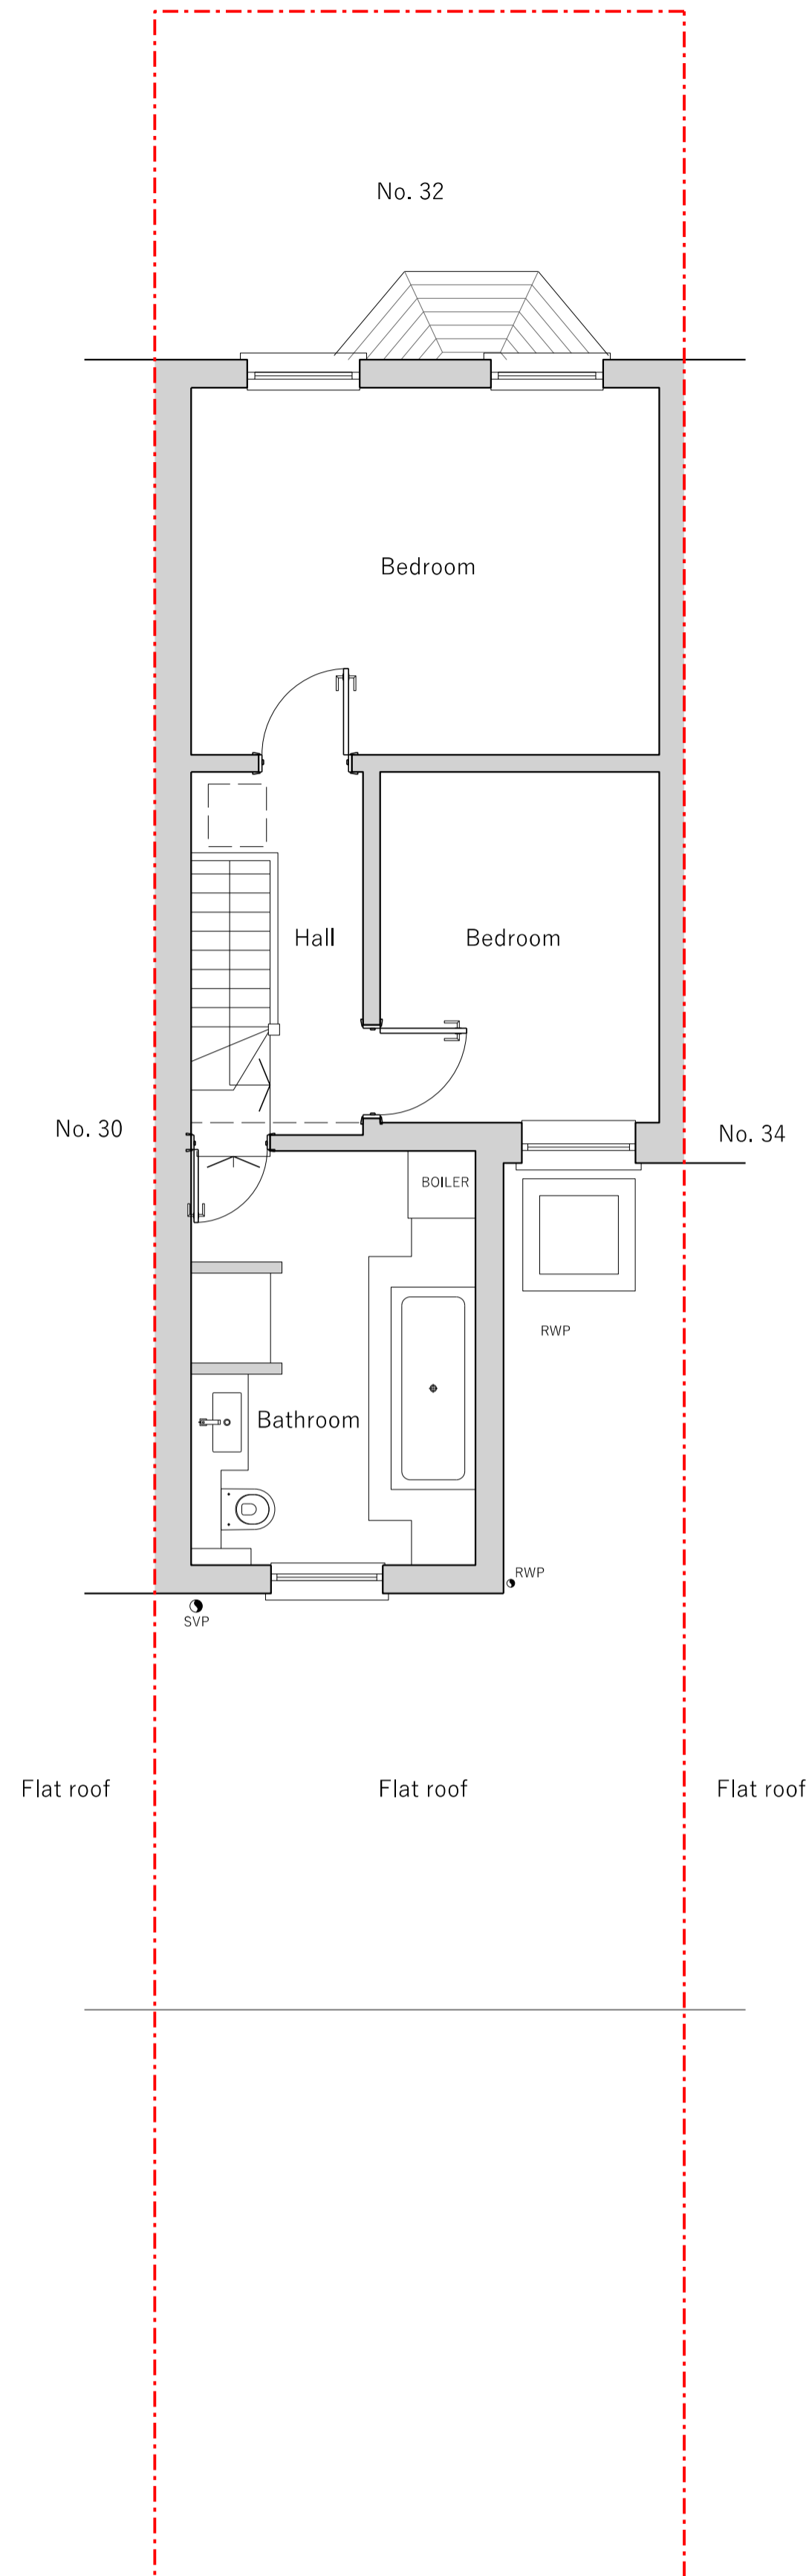 No. 32
Bedroom
Hall
Bedroom
No. 30
No. 34
BOILER
RWP
Bathroom
RWP
SVP
Flat roof
Flat roof
Flat roof